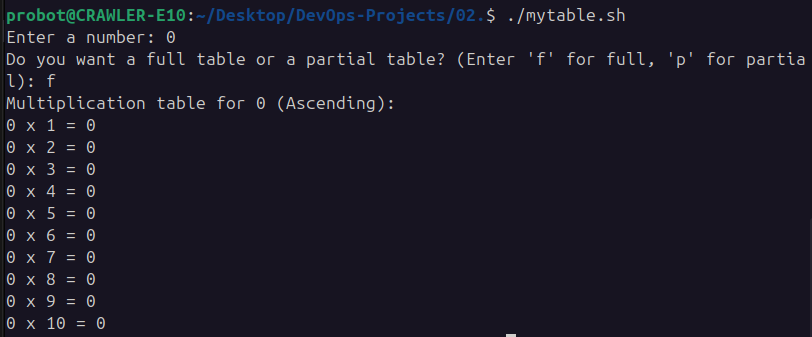 probot@CRAWLER-E10:~/Desktop/DevOps-Projects/02.$ ./mytable.sh
Enter a number: 0
Do you want a full table or a partial table? (Enter 'f' for full, 'p' for partia
l): f
Multiplication table for 0 (Ascending):
0 x 1 = 0
0 x 2 = 0
0 x 3 = 0
0 x 4 = 0
0 x 5 = 0
0 x 6 = 0
0 x 7 = 0
0 x 8 = 0
0 x 9 = 0
0 x 10 = 0